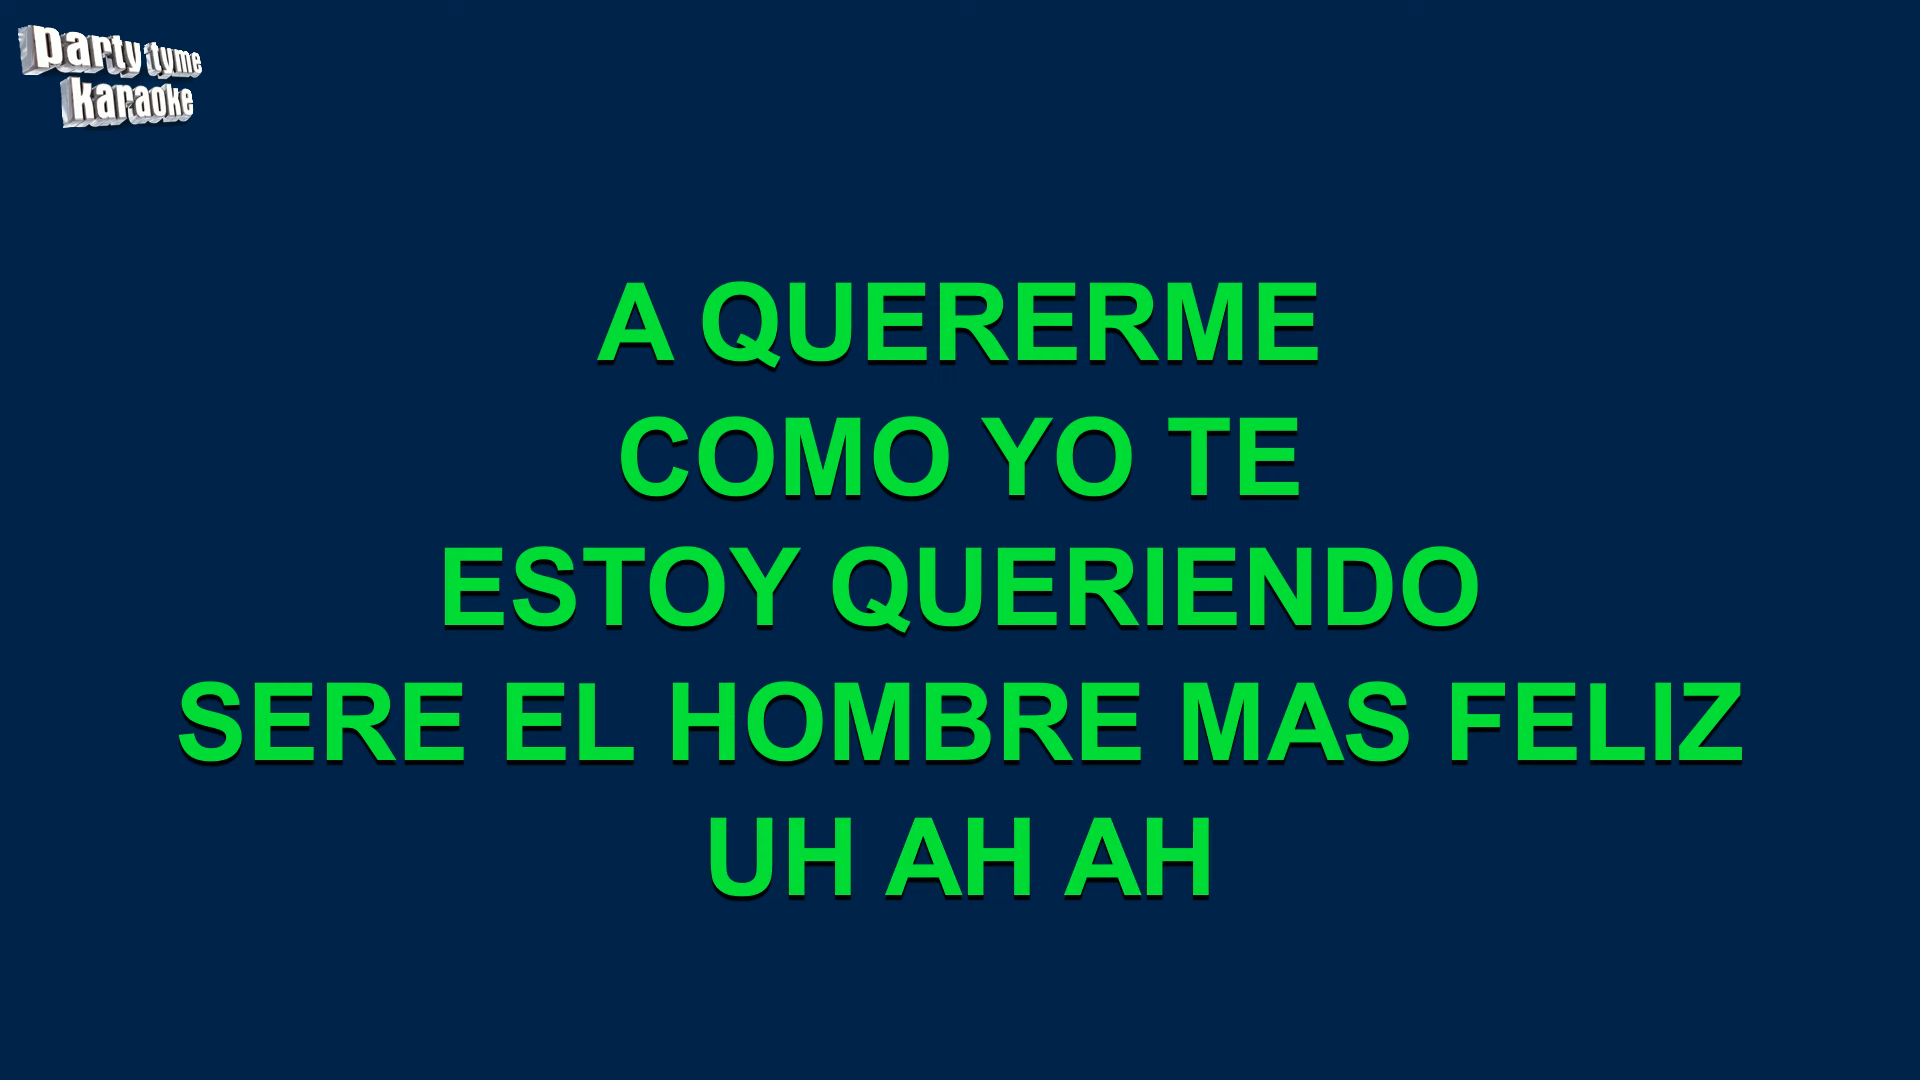 party tyme
karaoke
A QUERERME
COMO YO TE
ESTOY QUERIENDO
SERE EL HOMBRE MAS FELIZ
UH AH AH